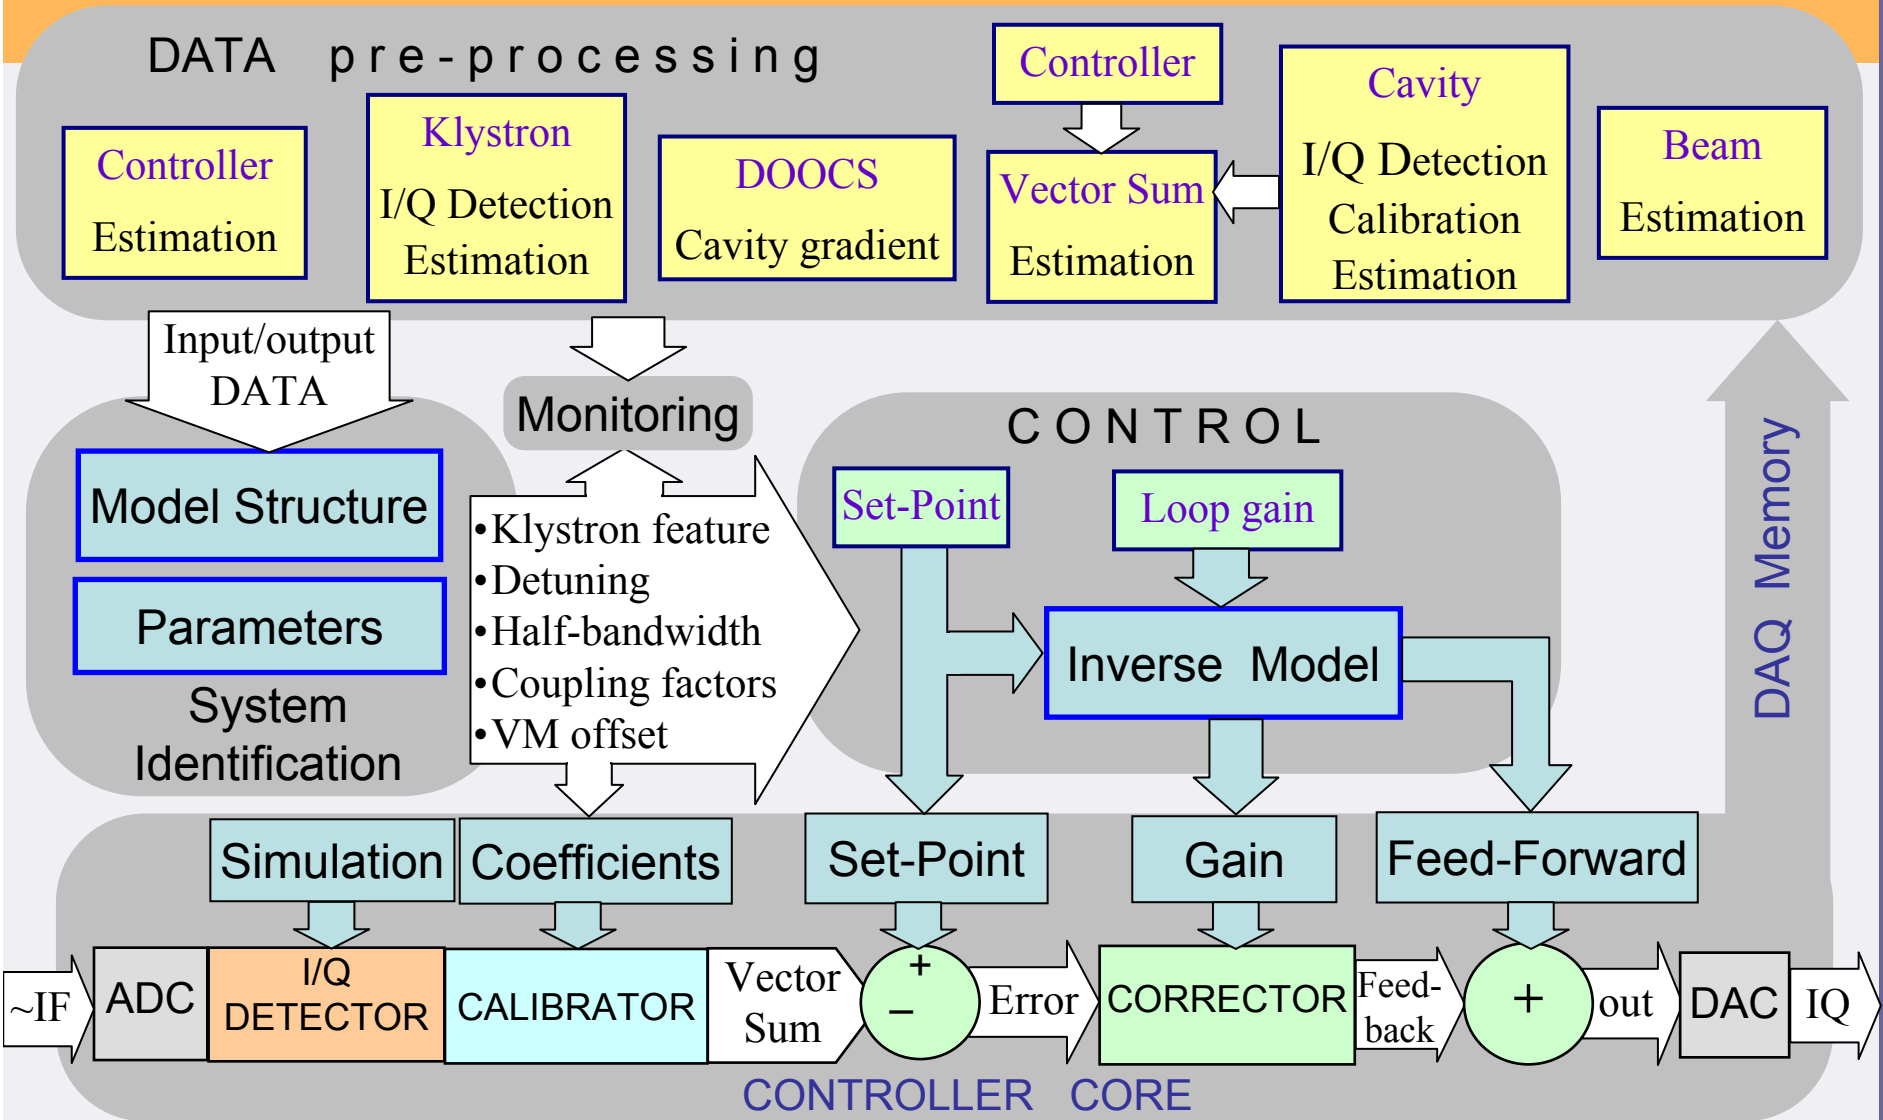 DATA pre-processing
Controller
Estimation
Klystron
I/Q Detection
Estimation
DOOCS
Cavity gradient
Controller
Vector Sum
Estimation
Cavity
I/Q Detection
Calibration
Estimation
Beam
Estimation
Input/output
DATA
Monitoring
Model Structure
Parameters
System
Identification
•Klystron feature
•Detuning
•Half-bandwidth
•Coupling factors
•VM offset
CONTROL
Set-Point
Loop gain
Inverse Model
DAQ Memory
Simulation
Coefficients
Set-Point
Gain
Feed-Forward
~IF
ADC
I/Q
DETECTOR
CALIBRATOR
Vector
Sum
+
−
Error
CORRECTOR
Feed-
back
+
out
DAC
IQ
CONTROLLER CORE